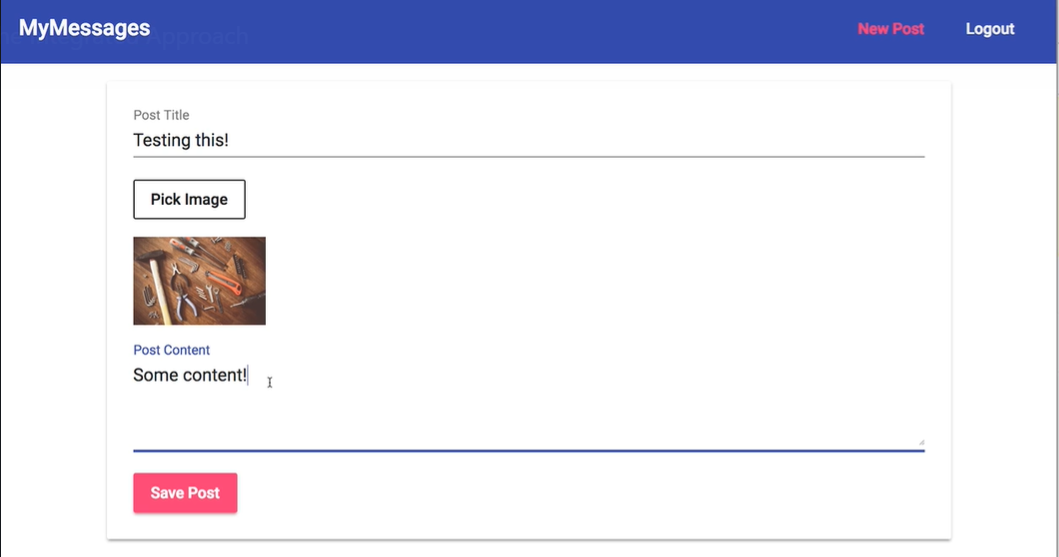 MyMessages
New Post
Logout
Post Title
Testing this!
Pick Image
Post Content
Some content!
Save Post